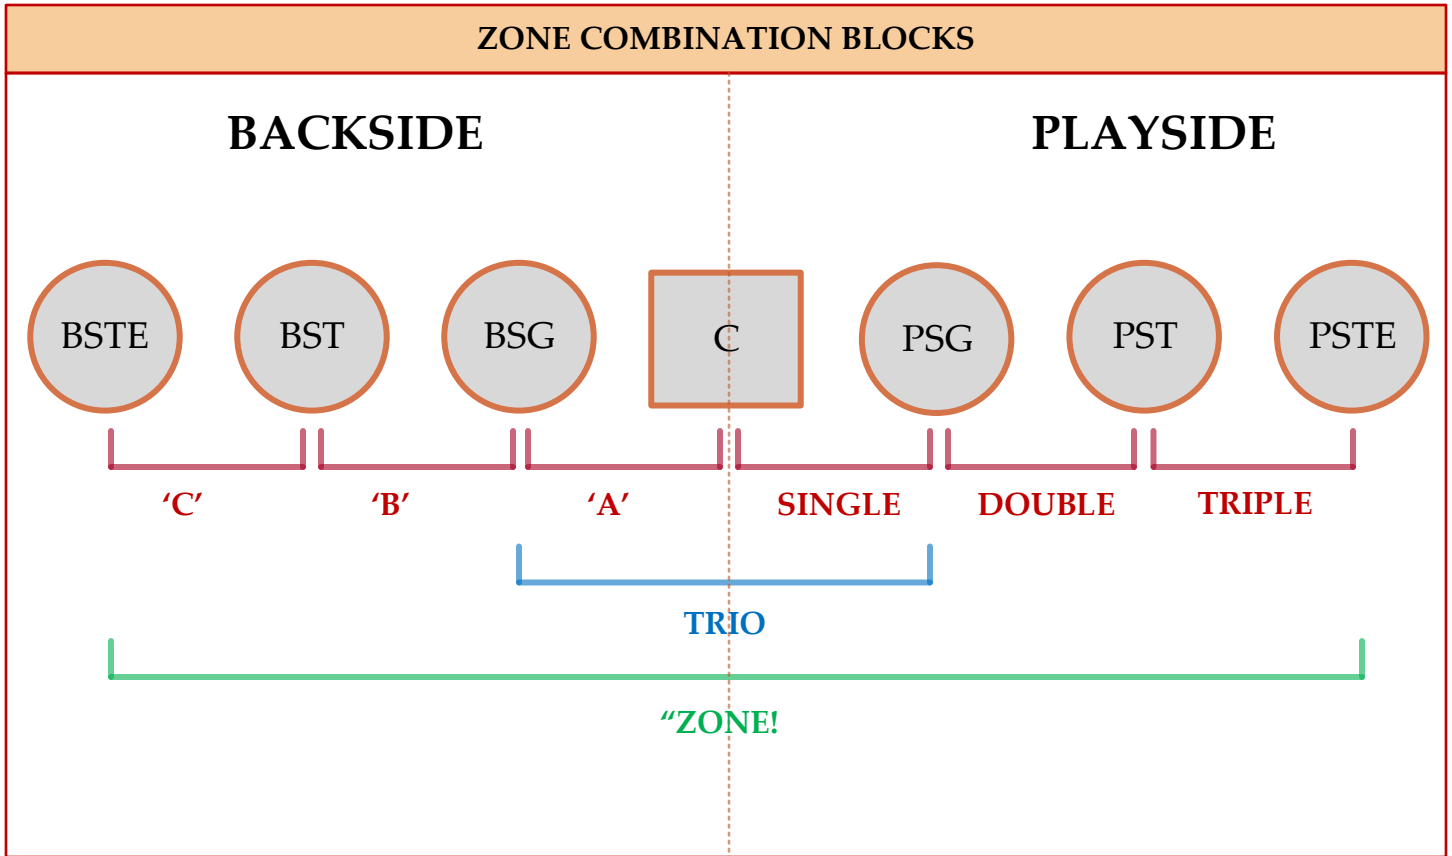 ZONE COMBINATION BLOCKS
BACKSIDE PLAYSIDE
BSTE BST BSG C PSG PST PSTE
‘C’ ‘B’ ‘A’ SINGLE DOUBLE TRIPLE
TRIO
“ZONE!